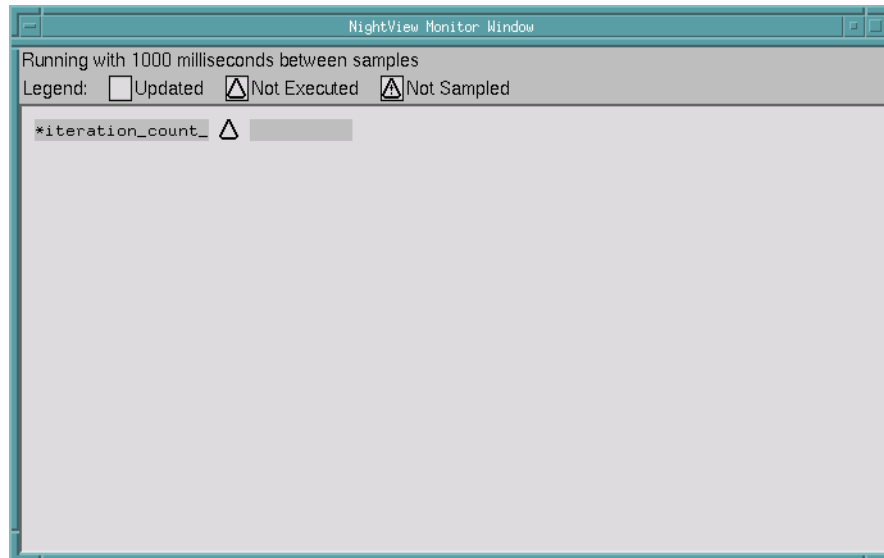 NightView Monitor Window
Running with 1000 milliseconds between samples
Legend: Updated Not Executed Not Sampled
*iteration_count_